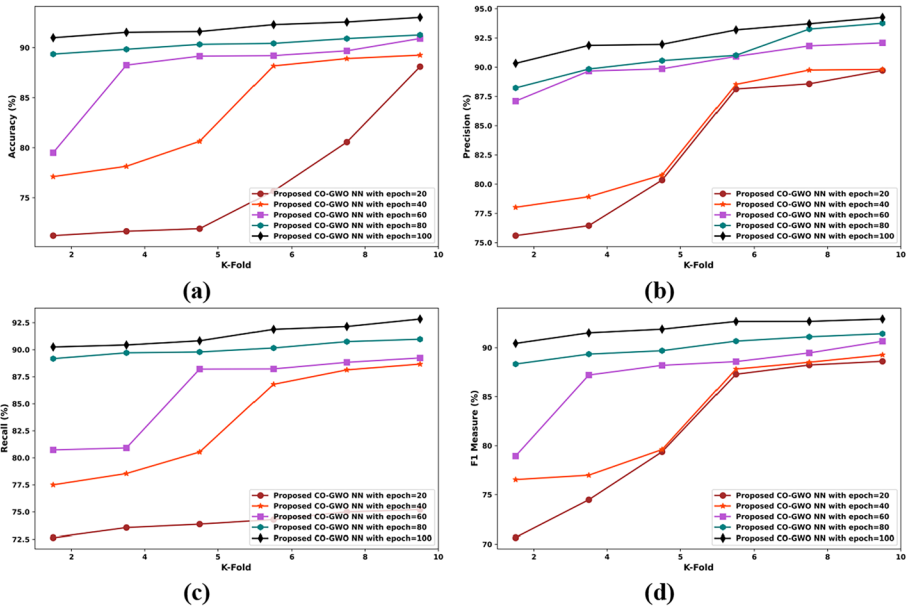 90
85
80
75
Accuracy (%)
Proposed CO-GWO NN with epoch=20
Proposed CO-GWO NN with epoch=40
Proposed CO-GWO NN with epoch=60
Proposed CO-GWO NN with epoch=80
Proposed CO-GWO NN with epoch=100
2 4 5 6 8 10
K-Fold
(a)
95.0
92.5
90.0
87.5
85.0
82.5
80.0
77.5
75.0
Precision (%)
Proposed CO-GWO NN with epoch=20
Proposed CO-GWO NN with epoch=40
Proposed CO-GWO NN with epoch=60
Proposed CO-GWO NN with epoch=80
Proposed CO-GWO NN with epoch=100
2 4 5 6 8 10
K-Fold
(b)
92.5
90.0
87.5
85.0
82.5
80.0
77.5
75.0
72.5
Recall (%)
Proposed CO-GWO NN with epoch=20
Proposed CO-GWO NN with epoch=40
Proposed CO-GWO NN with epoch=60
Proposed CO-GWO NN with epoch=80
Proposed CO-GWO NN with epoch=100
2 4 5 6 8 10
K-Fold
(c)
90
85
80
75
70
F1 Measure (%)
Proposed CO-GWO NN with epoch=20
Proposed CO-GWO NN with epoch=40
Proposed CO-GWO NN with epoch=60
Proposed CO-GWO NN with epoch=80
Proposed CO-GWO NN with epoch=100
2 4 5 6 8 10
K-Fold
(d)